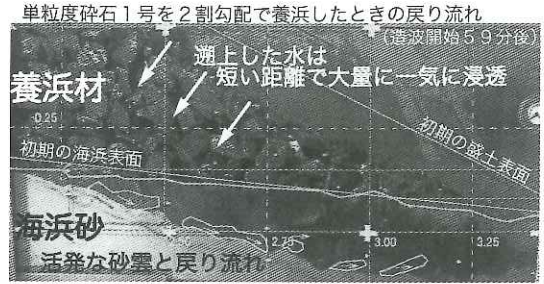 単粒度砕石１号を２割勾配で養浜したときの戻り流れ
(造波開始５９分後)
遡上した水は
短い距離で大量に一気に浸透
養浜材
-0.25
初期の盛土表面
初期の海浜表面
海浜砂
2.75
3.00
3.25
活発な砂雲と戻り流れ